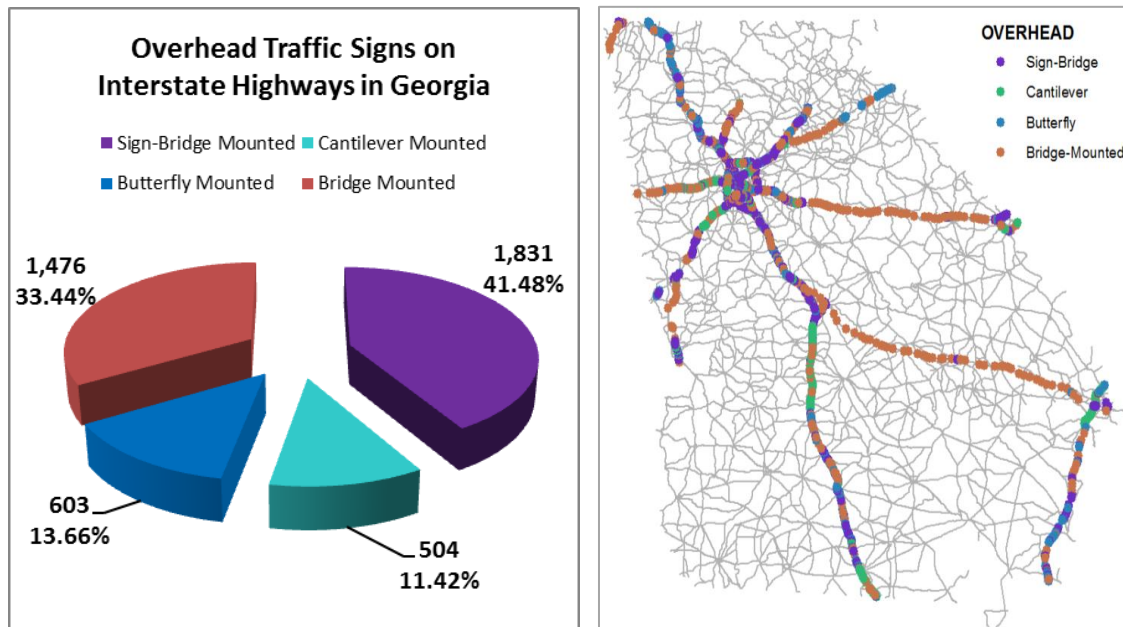 Overhead Traffic Signs on
Interstate Highways in Georgia
Sign-Bridge Mounted Cantilever Mounted
Butterfly Mounted Bridge Mounted
1,476
33.44%
1,831
41.48%
603
13.66%
504
11.42%
OVERHEAD
Sign-Bridge
Cantilever
Butterfly
Bridge-Mounted